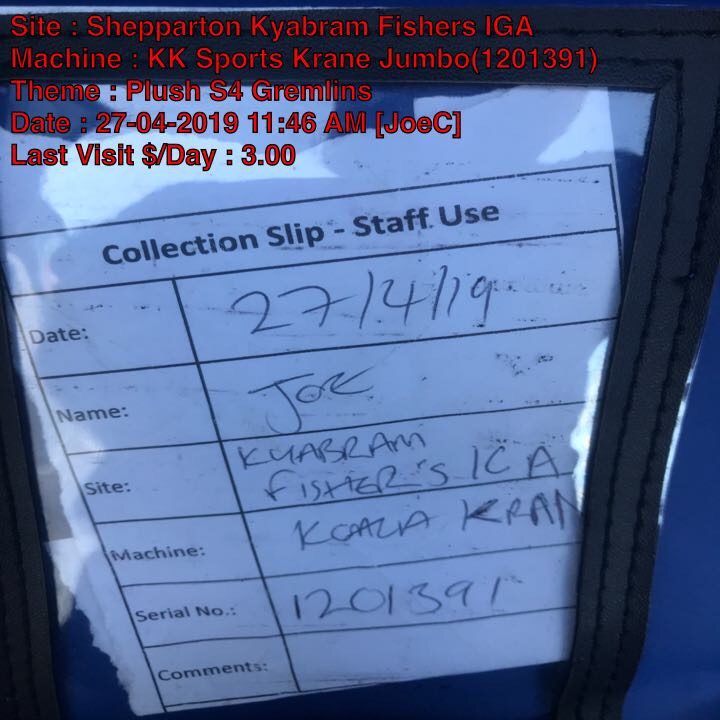 Site : Shepparton Kyabram Fishers IGA
Machine : KK Sports Krane Jumbo(1201391)
Theme : Plush S4 Gremlins
Date : 27-04-2019 11:46 AM [JoeC]
Last Visit $/Day : 3.00
Collection Slip - Staff Use
Date: 27/4/19
Name: JOE
Site: KYABRAM
FISHER'S IGA
Machine: KOALA KRAN
Serial No.: 1201391
Comments: